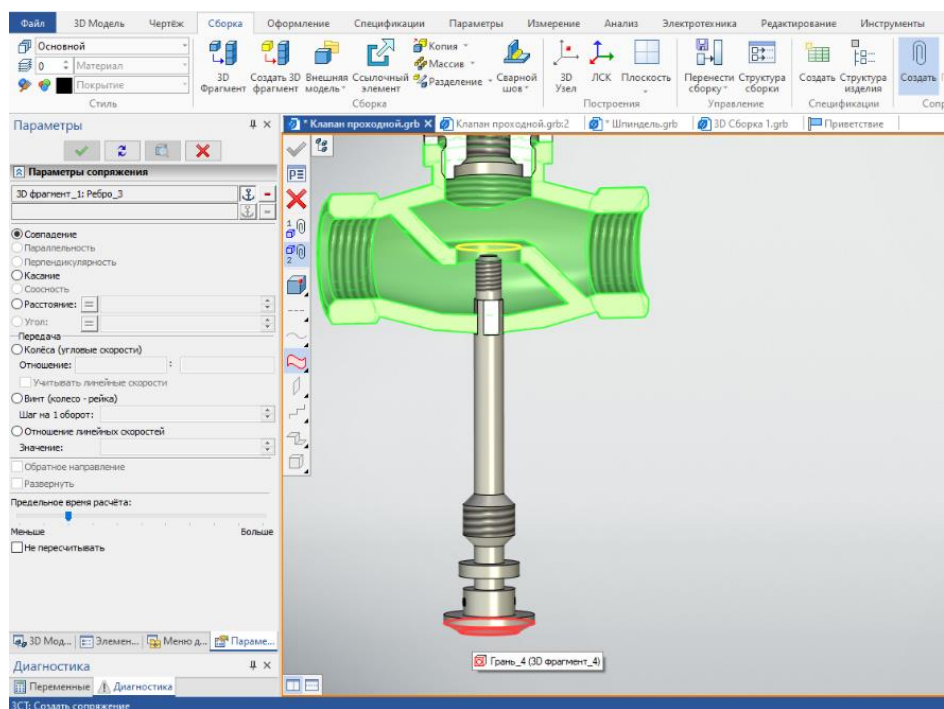 Файл 3D Модель Чертёж Сборка Оформление Спецификации Параметры Измерение Анализ Электротехника Редактирование Инструменты
Основной
0 Материал
Покрытие
Стиль
3D Фрагмент
Создать 3D фрагмент
Внешняя модель
Ссылочный элемент
Копия
Массив
Разделение
Сварной шов
Сборка
3D Узел
ЛСК
Плоскость
Построения
Перенести сборку
Структура сборки
Управление
Создать
Структура изделия
Спецификации
Создать
Сопр
Параметры
* Клапан проходной.grb X Клапан проходной.grb:2 * Шпиндель.grb 3D Сборка 1.grb Приветствие
Параметры сопряжения
3D фрагмент_1: Ребро_3
Совпадение
Параллельность
Перпендикулярность
Касание
Соосность
Расстояние: =
Угол: =
Передача
Колёса (угловые скорости)
Отношение: :
Учитывать линейные скорости
Винт (колесо - рейка)
Шаг на 1 оборот:
Отношение линейных скоростей
Значение:
Обратное направление
Развернуть
Предельное время расчёта:
Меньше Больше
Не пересчитывать
1
2
Грань_4 (3D фрагмент_4)
3D Мод... Элемен... Меню д... Параме...
Диагностика
Переменные Диагностика
3СТ: Создать сопряжение